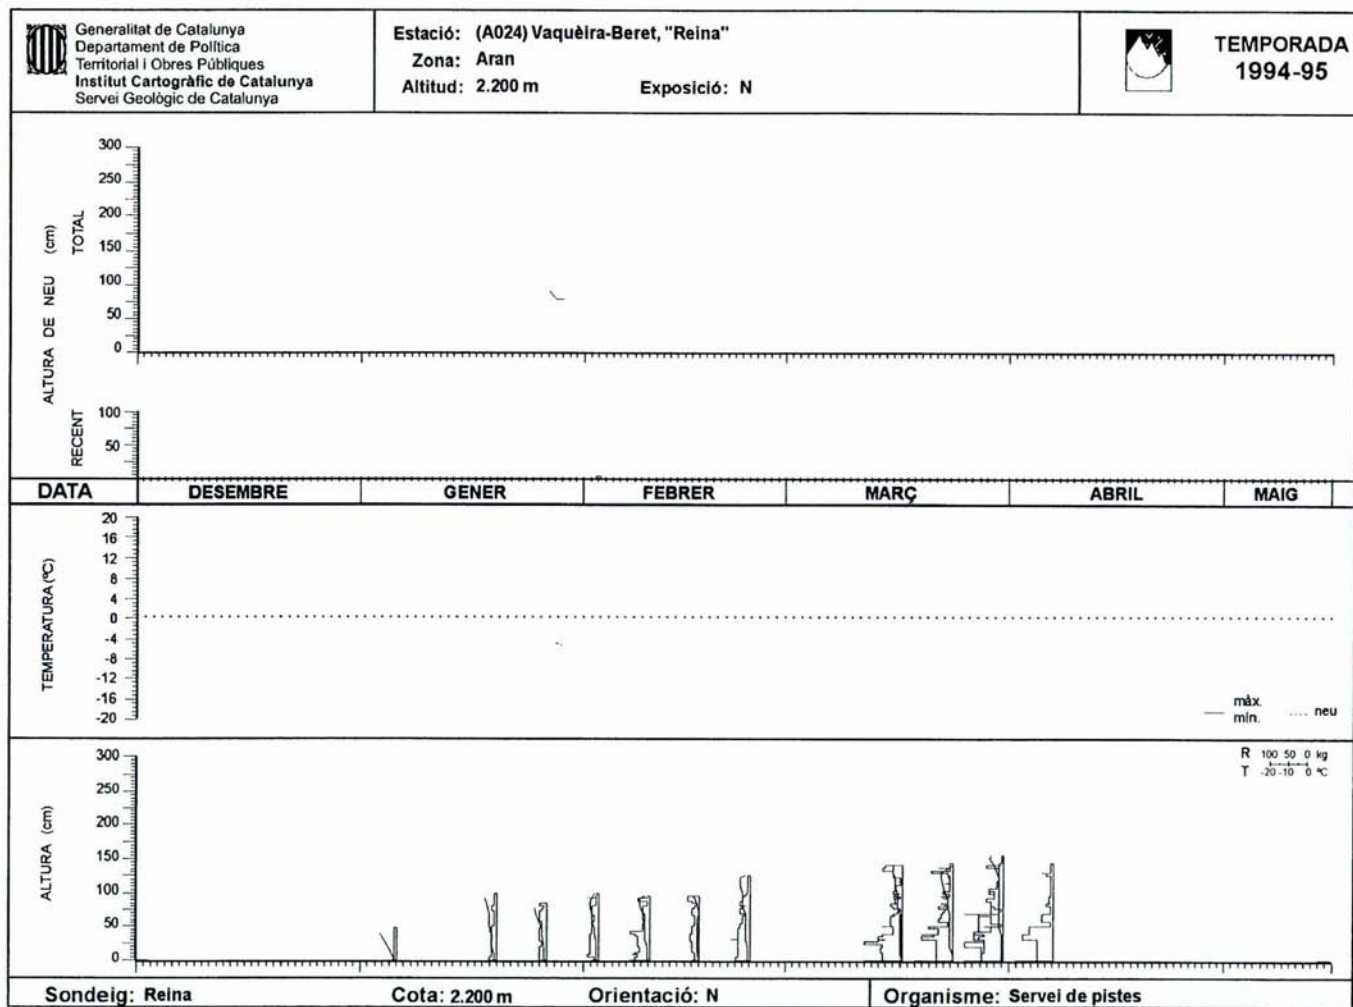 Generalitat de Catalunya
Departament de Política
Territorial i Obres Públiques
Institut Cartogràfic de Catalunya
Servei Geològic de Catalunya
Estació: (A024) Vaquèira-Beret, "Reina"
Zona: Aran
Altitud: 2.200 m Exposició: N
TEMPORADA
1994-95
ALTURA DE NEU (cm)
TOTAL
300
250
200
150
100
50
0
RECENT
100
50
DATA DESEMBRE GENER FEBRER MARÇ ABRIL MAIG
TEMPERATURA (ºC)
20
16
12
8
4
0
-4
-8
-12
-16
-20
màx.
mín.
neu
ALTURA (cm)
300
250
200
150
100
50
0
R 100 50 0 kg
T -20 -10 0 ºC
Sondeig: Reina Cota: 2.200 m Orientació: N Organisme: Servei de pistes